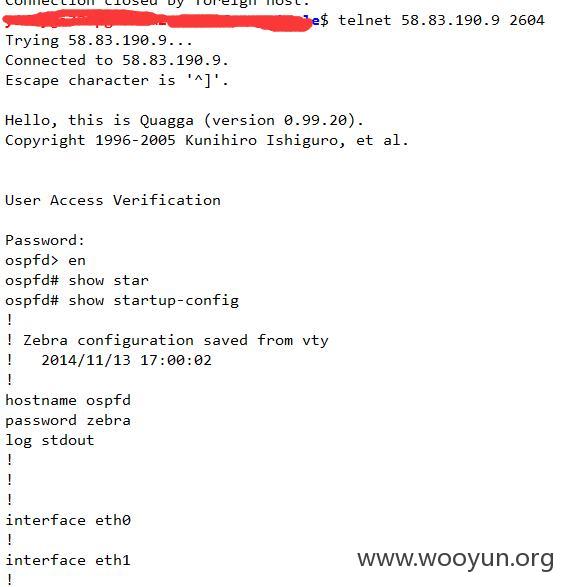 Connection closed by foreign host.
e$ telnet 58.83.190.9 2604
Trying 58.83.190.9...
Connected to 58.83.190.9.
Escape character is '^]'.
Hello, this is Quagga (version 0.99.20).
Copyright 1996-2005 Kunihiro Ishiguro, et al.
User Access Verification
Password:
ospfd> en
ospfd# show star
ospfd# show startup-config
!
! Zebra configuration saved from vty
!   2014/11/13 17:00:02
!
hostname ospfd
password zebra
log stdout
!
!
!
interface eth0
!
interface eth1
!
www.wooyun.org